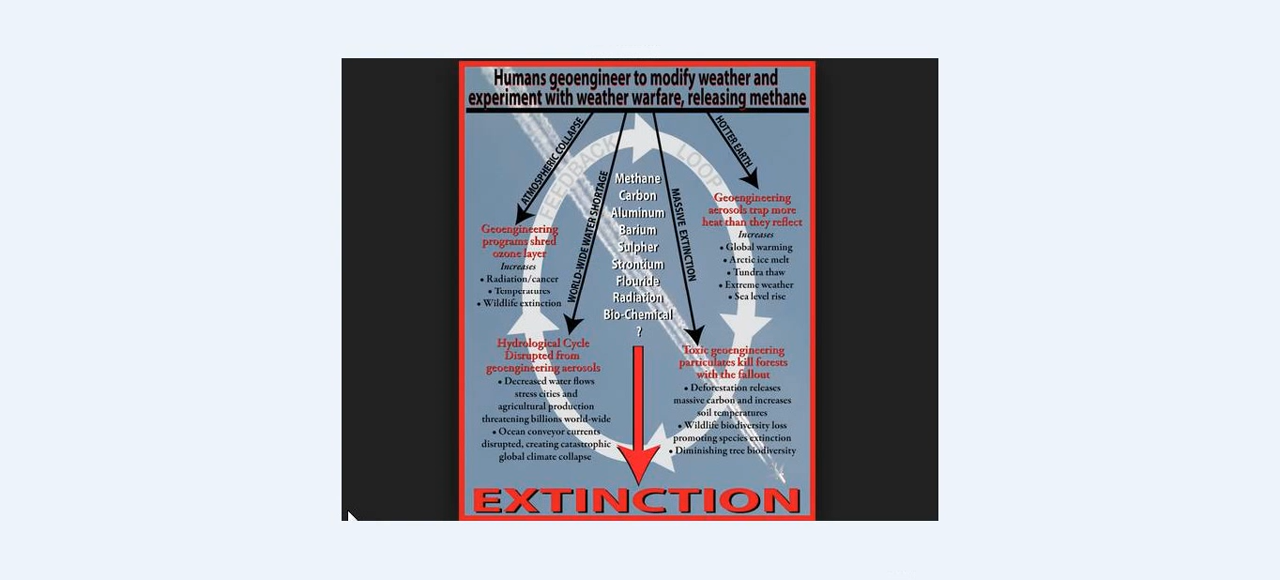 Humans geoengineer to modify weather and
experiment with weather warfare, releasing methane
ATMOSPHERIC COLLAPSE
WORLD-WIDE WATER SHORTAGE
MASSIVE EXTINCTION
HOTTER EARTH
FEEDBACK
LOOP
Methane
Carbon
Aluminum
Barium
Sulpher
Strontium
Flouride
Radiation
Bio-Chemical
?
Geoengineering
programs shred
ozone layer
Increases
• Radiation/cancer
• Temperatures
• Wildlife extinction
Geoengineering
aerosols trap more
heat than they reflect
Increases
• Global warming
• Arctic ice melt
• Tundra thaw
• Extreme weather
• Sea level rise
Hydrological Cycle
Disrupted from
geoengineering aerosols
• Decreased water flows
stress cities and
agricultural production
threatening billions world-wide
• Ocean conveyor currents
disrupted, creating catastrophic
global climate collapse
Toxic geoengineering
particulates kill forests
with the fallout
• Deforestation releases
massive carbon and increases
soil temperatures
• Wildlife biodiversity loss
promoting species extinction
• Diminishing tree biodiversity
EXTINCTION